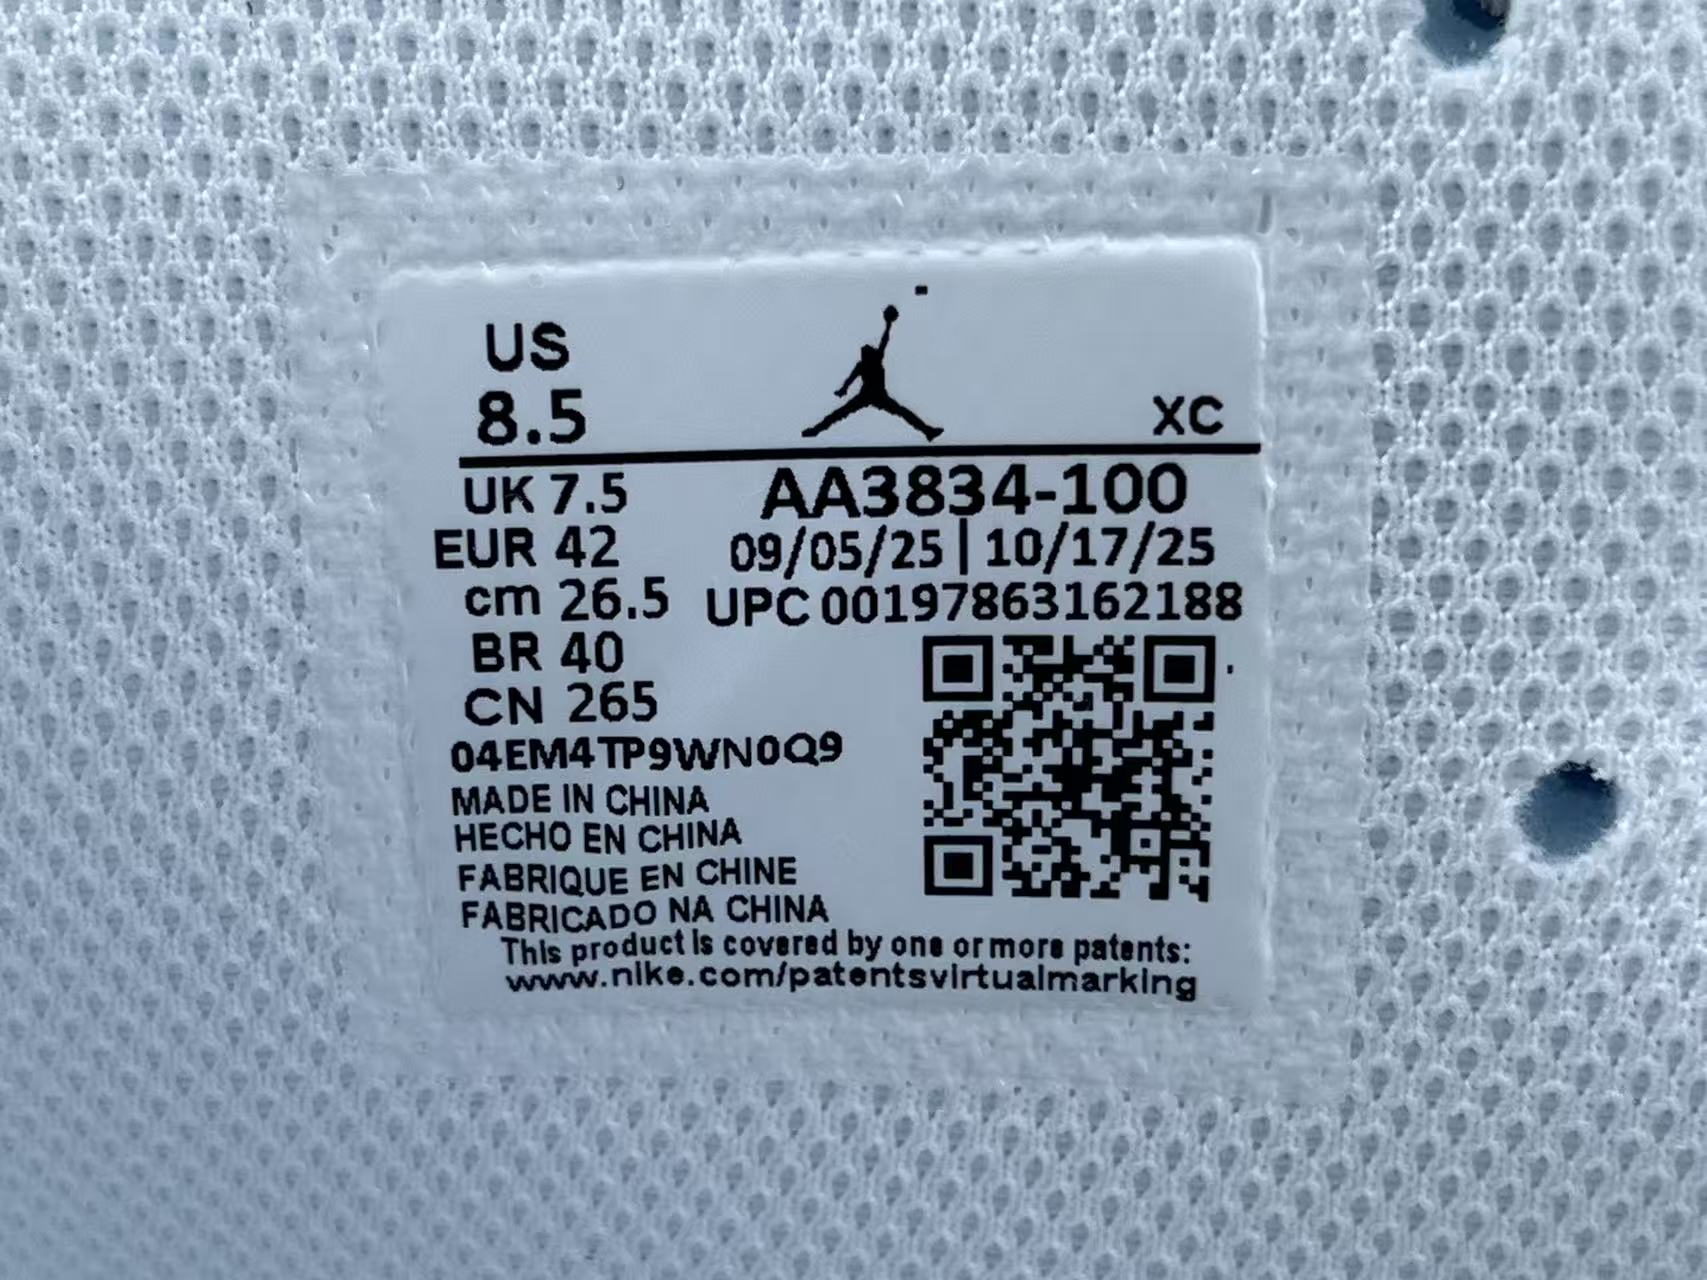 US
8.5
XC
UK 7.5
AA3834-100
EUR 42
09/05/25 | 10/17/25
cm 26.5
UPC 00197863162188
BR 40
CN 265
04EM4TP9WN0Q9
MADE IN CHINA
HECHO EN CHINA
FABRIQUE EN CHINE
FABRICADO NA CHINA
This product is covered by one or more patents:
www.nike.com/patentsvirtualmarking